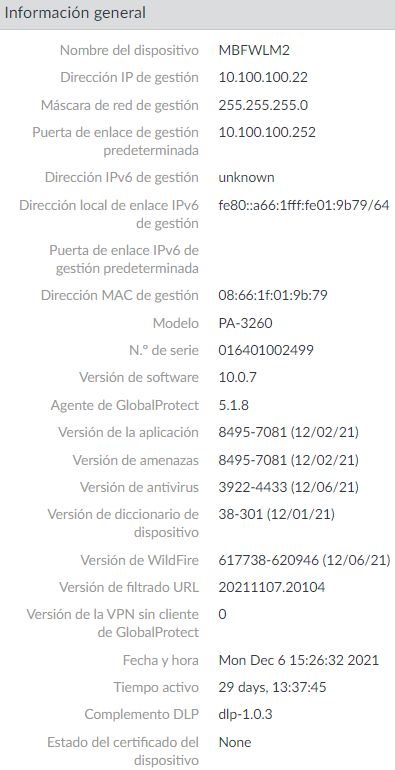 Información general
Nombre del dispositivo MBFWLM2
Dirección IP de gestión 10.100.100.22
Máscara de red de gestión 255.255.255.0
Puerta de enlace de gestión 10.100.100.252
predeterminada
Dirección IPv6 de gestión unknown
Dirección local de enlace IPv6 fe80::a66:1fff:fe01:9b79/64
de gestión
Puerta de enlace IPv6 de
gestión predeterminada
Dirección MAC de gestión 08:66:1f:01:9b:79
Modelo PA-3260
N.º de serie 016401002499
Versión de software 10.0.7
Agente de GlobalProtect 5.1.8
Versión de la aplicación 8495-7081 (12/02/21)
Versión de amenazas 8495-7081 (12/02/21)
Versión de antivirus 3922-4433 (12/06/21)
Versión de diccionario de 38-301 (12/01/21)
dispositivo
Versión de WildFire 617738-620946 (12/06/21)
Versión de filtrado URL 20211107.20104
Versión de la VPN sin cliente 0
de GlobalProtect
Fecha y hora Mon Dec 6 15:26:32 2021
Tiempo activo 29 days, 13:37:45
Complemento DLP dlp-1.0.3
Estado del certificado del None
dispositivo